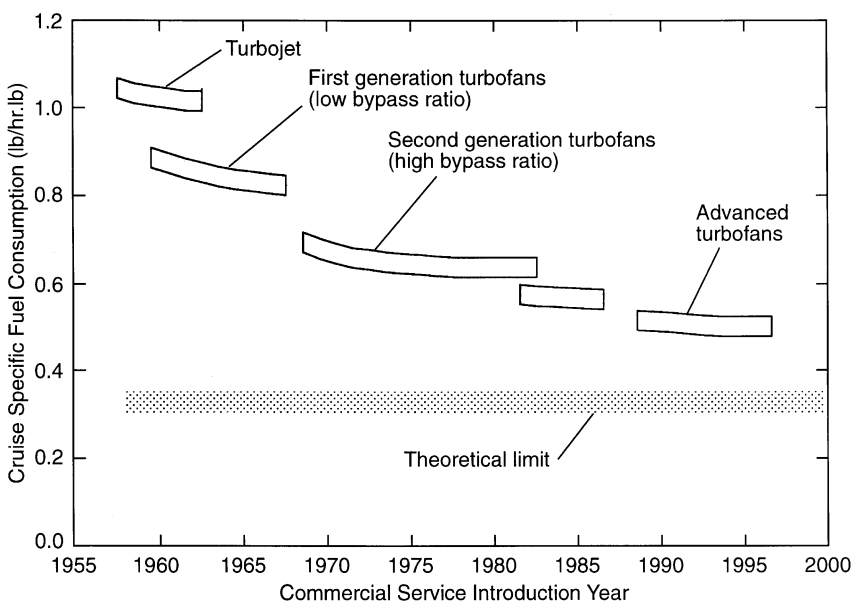 1.2
1.0
0.8
0.6
0.4
0.2
0.0
Cruise Specific Fuel Consumption (lb/hr.lb)
Turbojet
First generation turbofans
(low bypass ratio)
Second generation turbofans
(high bypass ratio)
Advanced
turbofans
Theoretical limit
1955 1960 1965 1970 1975 1980 1985 1990 1995 2000
Commercial Service Introduction Year